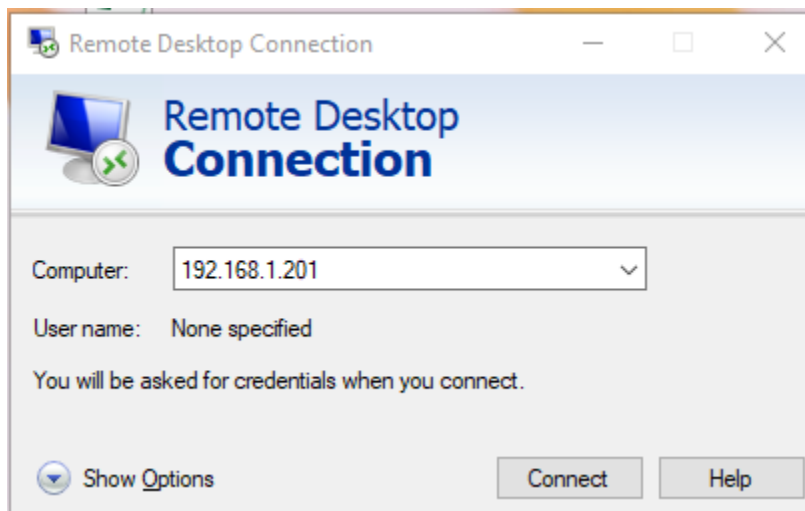 Remote Desktop Connection
Remote Desktop
Connection
Computer: 192.168.1.201
User name: None specified
You will be asked for credentials when you connect.
Show Options Connect Help